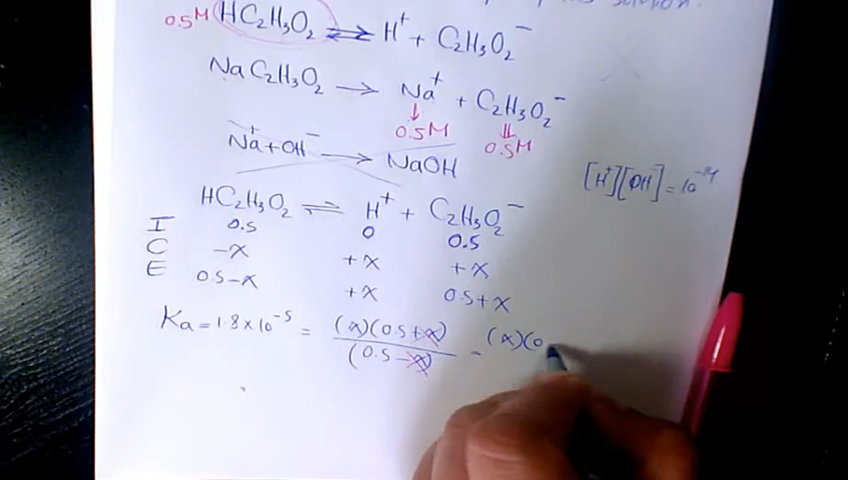 solution.
0.5M HC₂H₃O₂ ⇌ H⁺ + C₂H₃O₂⁻
NaC₂H₃O₂ → Na⁺ + C₂H₃O₂⁻
↓ ⇓
0.5M 0.5M
Na⁺ + OH⁻ → NaOH
[H⁺][OH⁻] = 10⁻¹⁴
HC₂H₃O₂ ⇌ H⁺ + C₂H₃O₂⁻
I 0.5 0 0.5
C -x +x +x
E 0.5-x +x 0.5+x
Ka = 1.8 × 10⁻⁵ = (x)(0.5+x) / (0.5-x) = (x)(0